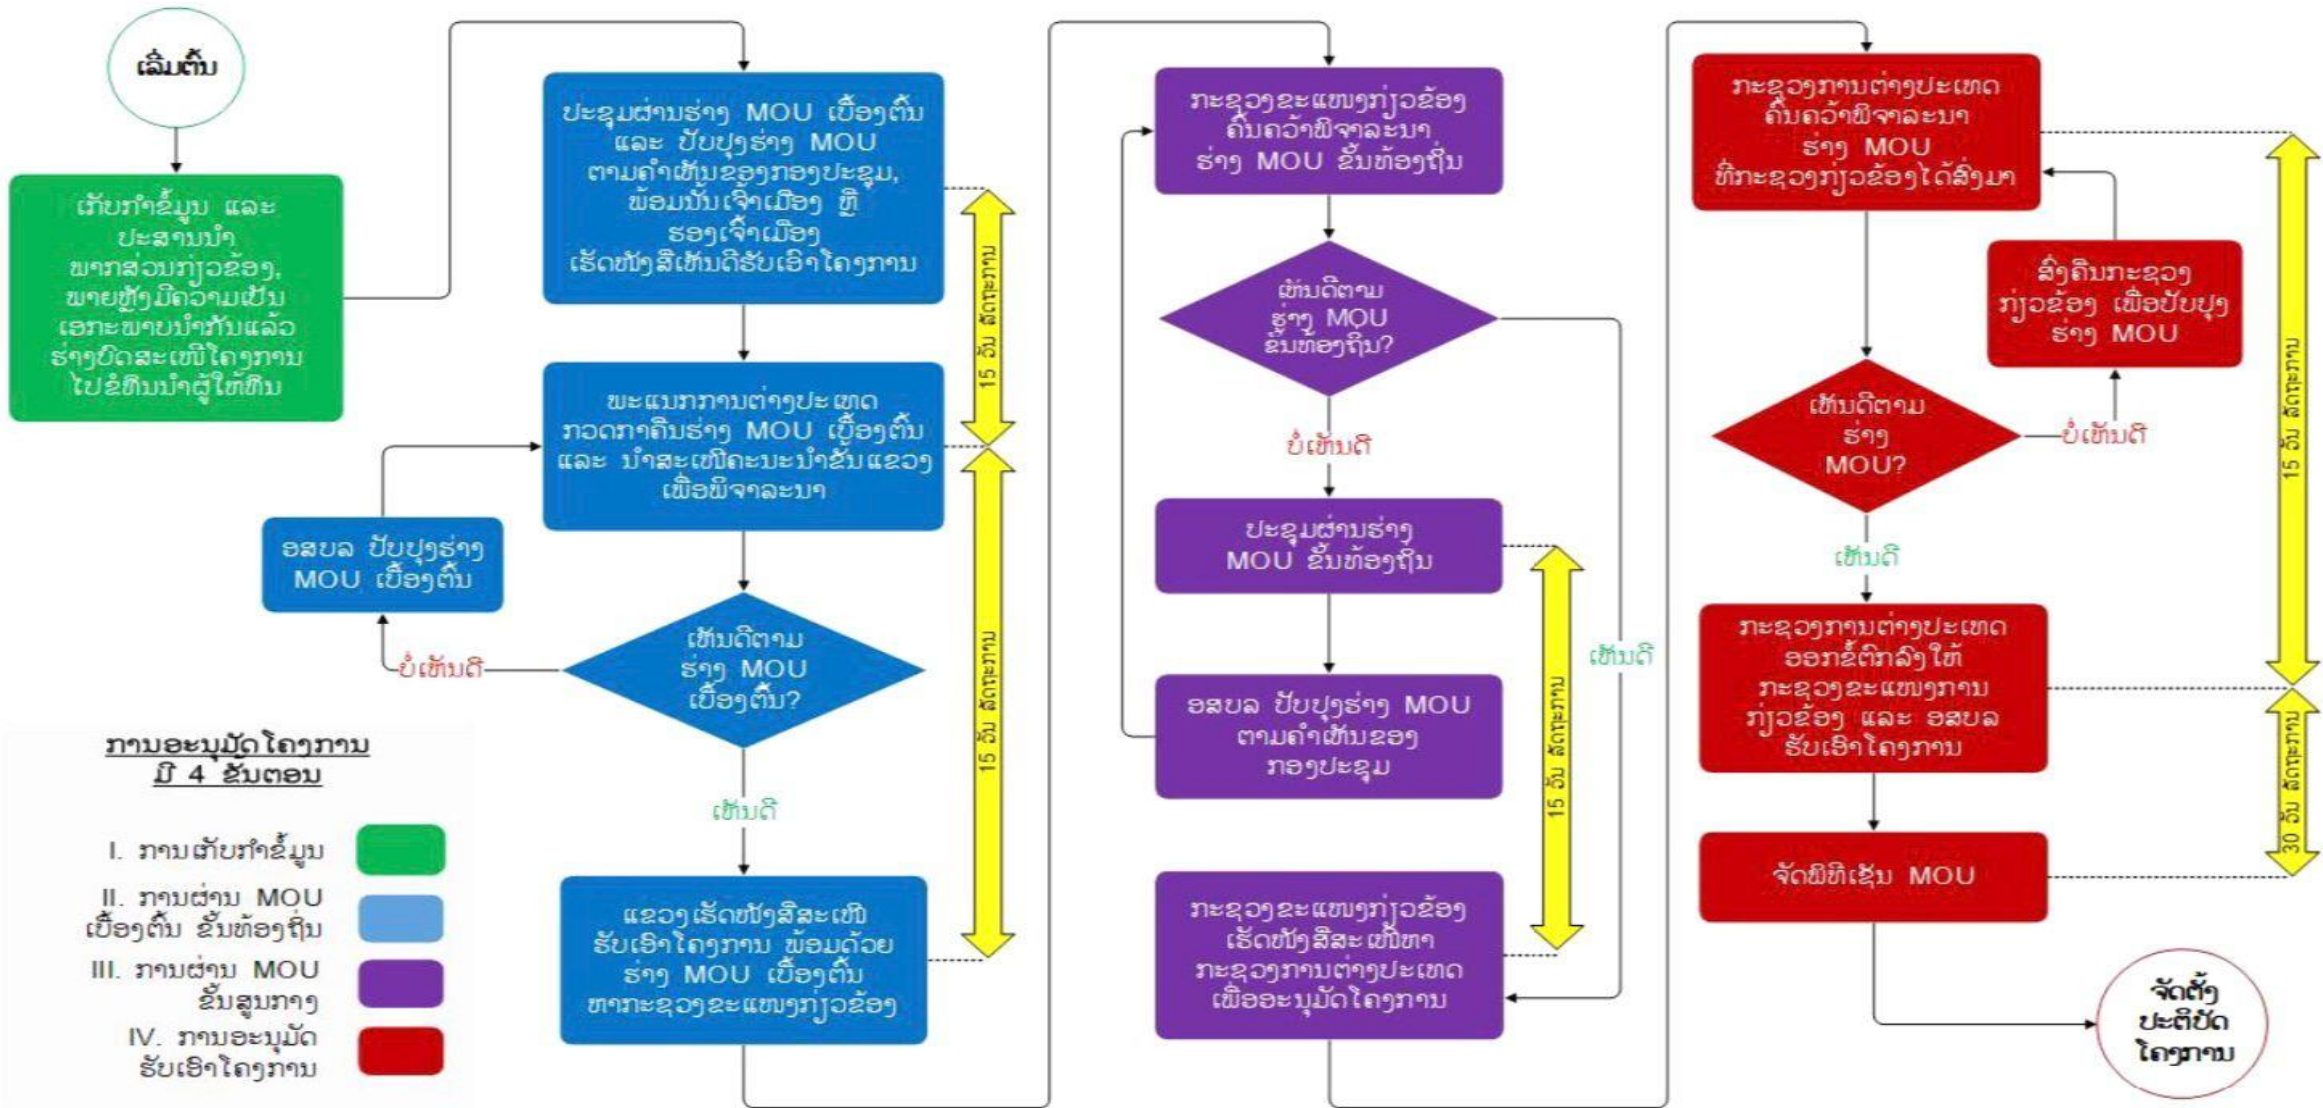 ເລີ່ມຕົ້ນ
ເກັບກຳຂໍ້ມູນ ແລະ
ປະສານນຳ
ພາກສ່ວນກ່ຽວຂ້ອງ,
ພາຍຫຼັງມີຄວາມເປັນ
ເອກະພາບນຳກັນແລ້ວ
ຮ່າງບົດສະເໜີໂຄງການ
ໄປຂໍທຶນນຳຜູ້ໃຫ້ທຶນ
ປະຊຸມຜ່ານຮ່າງ MOU ເບື້ອງຕົ້ນ
ແລະ ປັບປຸງຮ່າງ MOU
ຕາມຄຳເຫັນຂອງກອງປະຊຸມ,
ພ້ອມນັ້ນເຈົ້າເມືອງ ຫຼື
ຮອງເຈົ້າເມືອງ
ເຮັດໜັງສືເຫັນດີຮັບເອົາໂຄງການ
15 ວັນ ລັດຖະການ
ພະແນກການຕ່າງປະເທດ
ກວດກາຄືນຮ່າງ MOU ເບື້ອງຕົ້ນ
ແລະ ນຳສະເໜີຄະນະນຳຂັ້ນແຂວງ
ເພື່ອພິຈາລະນາ
ອສບລ ປັບປຸງຮ່າງ
MOU ເບື້ອງຕົ້ນ
ບໍ່ເຫັນດີ
ເຫັນດີຕາມ
ຮ່າງ MOU
ເບື້ອງຕົ້ນ?
15 ວັນ ລັດຖະການ
ເຫັນດີ
ແຂວງເຮັດໜັງສືສະເໜີ
ຮັບເອົາໂຄງການ ພ້ອມດ້ວຍ
ຮ່າງ MOU ເບື້ອງຕົ້ນ
ຫາກະຊວງຂະແໜງກ່ຽວຂ້ອງ
ການອະນຸມັດໂຄງການ
ມີ 4 ຂັ້ນຕອນ
I. ການເກັບກຳຂໍ້ມູນ
II. ການຜ່ານ MOU
ເບື້ອງຕົ້ນ ຂັ້ນທ້ອງຖິ່ນ
III. ການຜ່ານ MOU
ຂັ້ນສູນກາງ
IV. ການອະນຸມັດ
ຮັບເອົາໂຄງການ
ກະຊວງຂະແໜງກ່ຽວຂ້ອງ
ຄົ້ນຄວ້າພິຈາລະນາ
ຮ່າງ MOU ຂັ້ນທ້ອງຖິ່ນ
ເຫັນດີຕາມ
ຮ່າງ MOU
ຂັ້ນທ້ອງຖິ່ນ?
ບໍ່ເຫັນດີ
ປະຊຸມຜ່ານຮ່າງ
MOU ຂັ້ນທ້ອງຖິ່ນ
ອສບລ ປັບປຸງຮ່າງ MOU
ຕາມຄຳເຫັນຂອງ
ກອງປະຊຸມ
15 ວັນ ລັດຖະການ
ເຫັນດີ
ກະຊວງຂະແໜງກ່ຽວຂ້ອງ
ເຮັດໜັງສືສະເໜີຫາ
ກະຊວງການຕ່າງປະເທດ
ເພື່ອອະນຸມັດໂຄງການ
ກະຊວງການຕ່າງປະເທດ
ຄົ້ນຄວ້າພິຈາລະນາ
ຮ່າງ MOU
ທີ່ກະຊວງກ່ຽວຂ້ອງໄດ້ສົ່ງມາ
ສົ່ງຄືນກະຊວງ
ກ່ຽວຂ້ອງ ເພື່ອປັບປຸງ
ຮ່າງ MOU
ເຫັນດີຕາມ
ຮ່າງ
MOU?
ບໍ່ເຫັນດີ
15 ວັນ ລັດຖະການ
ເຫັນດີ
ກະຊວງການຕ່າງປະເທດ
ອອກຂໍ້ຕົກລົງໃຫ້
ກະຊວງຂະແໜງການ
ກ່ຽວຂ້ອງ ແລະ ອສບລ
ຮັບເອົາໂຄງການ
30 ວັນ ລັດຖະການ
ຈັດພິທີເຊັນ MOU
ຈັດຕັ້ງ
ປະຕິບັດ
ໂຄງການ